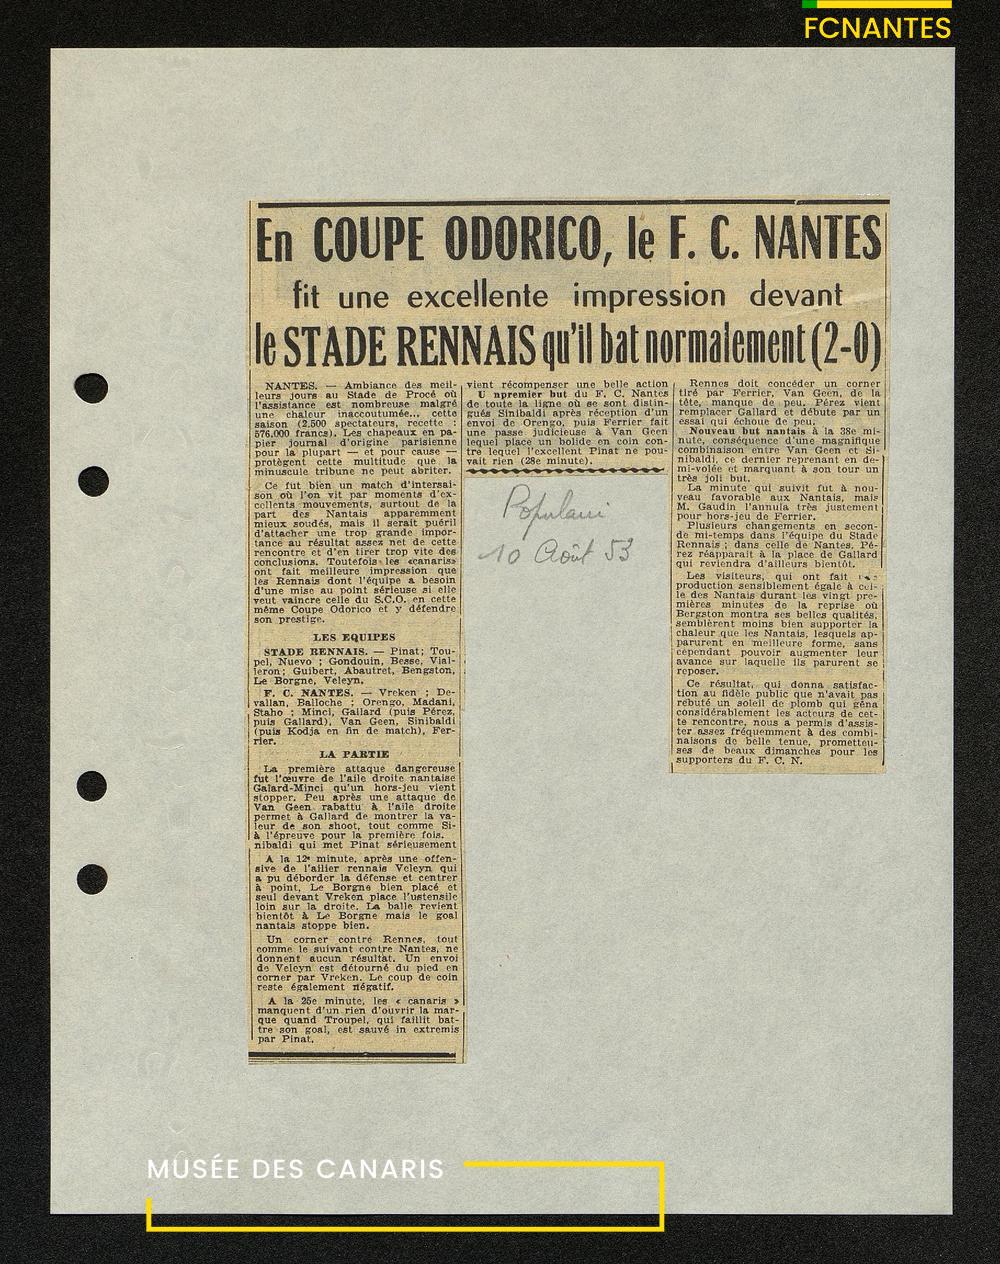 FCNANTES
En COUPE ODORICO, le F. C. NANTES
fit une excellente impression devant
le STADE RENNAIS qu'il bat normalement (2-0)
NANTES. — Ambiance des meil-
leurs jours au Stade de Procé où
l'assistance est nombreuse malgré
une chaleur inaccoutumée... cette
saison (2.500 spectateurs, recette :
576.000 francs). Les chapeaux en pa-
pier journal d'origine parisienne
pour la plupart — et pour cause —
protègent cette multitude que la
minuscule tribune ne peut abriter.
Ce fut bien un match d'intersai-
son où l'on vit par moments d'ex-
cellents mouvements, surtout de la
part des Nantais apparemment
mieux soudés, mais il serait puéril
d'attacher une trop grande impor-
tance au résultat assez net de cette
rencontre et d'en tirer trop vite des
conclusions. Toutefois les «canaris»
ont fait meilleure impression que
les Rennais dont l'équipe a besoin
d'une mise au point sérieuse si elle
veut vaincre celle du S.C.O. en cette
même Coupe Odorico et y défendre
son prestige.
LES EQUIPES
STADE RENNAIS. — Pinat; Tou-
pel, Nuevo ; Gondouin, Besse, Vial-
leron; Guibert, Abautret, Bengston,
Le Borgne, Veleyn.
F. C. NANTES. — Vreken ; De-
vallan, Balloche ; Orengo, Madani,
Staho ; Minci, Gallard (puis Pérez,
puis Gallard), Van Geen, Sinibaldi
(puis Kodja en fin de match), Fer-
rier.
LA PARTIE
La première attaque dangereuse
fut l'œuvre de l'aile droite nantaise
Galard-Minci qu'un hors-jeu vient
stopper. Peu après une attaque de
Van Geen rabattu à l'aile droite
permet à Gallard de montrer la va-
leur de son shoot, tout comme Si-
à l'épreuve pour la première fois.
nibaldi qui met Pinat sérieusement
A la 12e minute, après une offen-
sive de l'ailier rennais Veleyn qui
a pu déborder la défense et centrer
à point, Le Borgne bien placé et
seul devant Vreken place l'ustensile
loin sur la droite. La balle revient
bientôt à Le Borgne mais le goal
nantais stoppe bien.
Un corner contre Rennes, tout
comme le suivant contre Nantes, ne
donnent aucun résultat. Un envoi
de Veleyn est détourné du pied en
corner par Vreken. Le coup de coin
reste également négatif.
A la 25e minute, les « canaris »
manquent d'un rien d'ouvrir la mar-
que quand Troupel, qui faillit bat-
tre son goal, est sauvé in extremis
par Pinat.
vient récompenser une belle action
U npremier but du F. C. Nantes
de toute la ligne où se sont distin-
gués Sinibaldi après réception d'un
envoi de Orengo, puis Ferrier fait
une passe judicieuse à Van Geen
lequel place un bolide en coin con-
tre lequel l'excellent Pinat ne pou-
vait rien (28e minute).
Populaire
10 Août 53
Rennes doit concéder un corner
tiré par Ferrier, Van Geen, de la
tête, manque de peu. Pérez vient
remplacer Gallard et débute par un
essai qui échoue de peu.
Nouveau but nantais à la 38e mi-
nute, conséquence d'une magnifique
combinaison entre Van Geen et Si-
nibaldi, ce dernier reprenant en de-
mi-volée et marquant à son tour un
très joli but.
La minute qui suivit fut à nou-
veau favorable aux Nantais, mais
M. Gaudin l'annula très justement
pour hors-jeu de Ferrier.
Plusieurs changements en secon-
de mi-temps dans l'équipe du Stade
Rennais ; dans celle de Nantes, Pé-
rez réapparaît à la place de Gallard
qui reviendra d'ailleurs bientôt.
Les visiteurs, qui ont fait
production sensiblement égale à cel-
le des Nantais durant les vingt pre-
mières minutes de la reprise où
Bergston montra ses belles qualités,
semblèrent moins bien supporter la
chaleur que les Nantais, lesquels ap-
parurent en meilleure forme, sans
cependant pouvoir augmenter leur
avance sur laquelle ils parurent se
reposer.
Ce résultat, qui donna satisfac-
tion au fidèle public que n'avait pas
rebuté un soleil de plomb qui gêna
considérablement les acteurs de cet-
te rencontre, nous a permis d'assis-
ter assez fréquemment à des combi-
naisons de belle tenue, prometteu-
ses de beaux dimanches pour les
supporters du F. C. N.
MUSÉE DES CANARIS